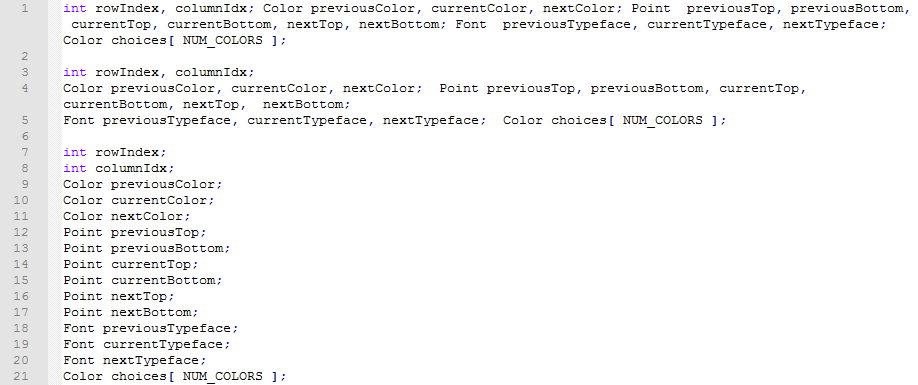 1 int rowIndex, columnIdx; Color previousColor, currentColor, nextColor; Point  previousTop, previousBottom,
currentTop, currentBottom, nextTop, nextBottom; Font  previousTypeface, currentTypeface, nextTypeface;
Color choices[ NUM_COLORS ];
2
3 int rowIndex, columnIdx;
4 Color previousColor, currentColor, nextColor;  Point previousTop, previousBottom, currentTop,
currentBottom, nextTop,  nextBottom;
5 Font previousTypeface, currentTypeface, nextTypeface;  Color choices[ NUM_COLORS ];
6
7 int rowIndex;
8 int columnIdx;
9 Color previousColor;
10 Color currentColor;
11 Color nextColor;
12 Point previousTop;
13 Point previousBottom;
14 Point currentTop;
15 Point currentBottom;
16 Point nextTop;
17 Point nextBottom;
18 Font previousTypeface;
19 Font currentTypeface;
20 Font nextTypeface;
21 Color choices[ NUM_COLORS ];